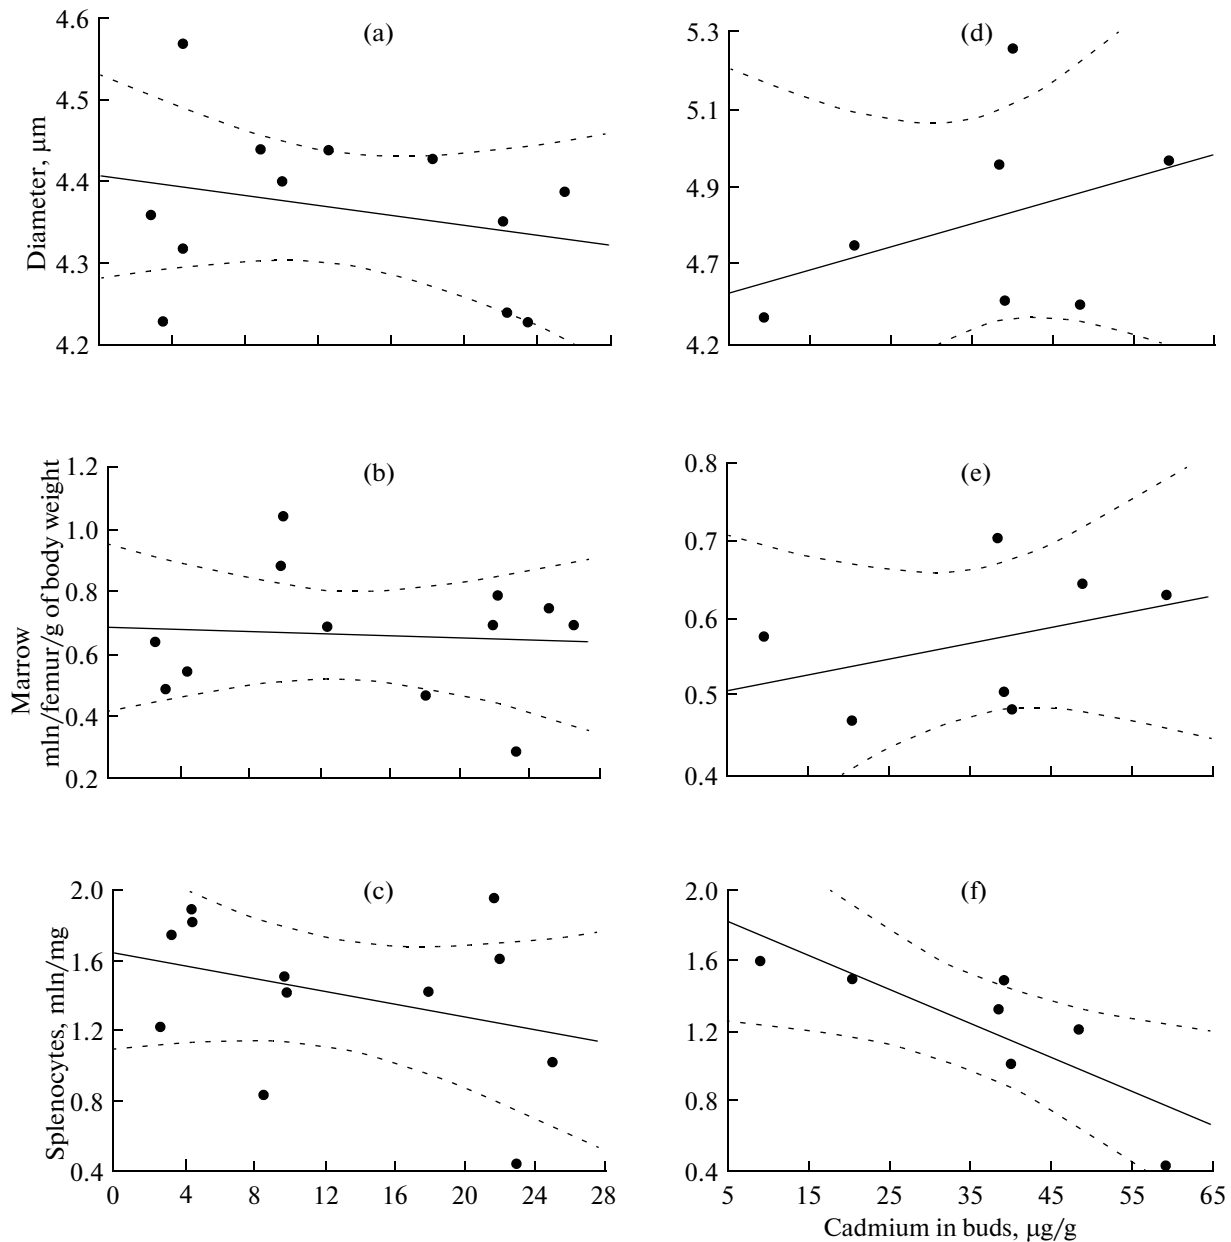 (a)
4.6
4.5
4.4
4.3
4.2
Diameter, μm
(d)
5.3
5.1
4.9
4.7
4.2
(b)
1.2
1.0
0.8
0.6
0.4
0.2
Marrow
mln/femur/g of body weight
(e)
0.8
0.7
0.6
0.5
0.4
(c)
2.0
1.6
1.2
0.8
0.4
Splenocytes, mln/mg
0 4 8 12 16 20 24 28
(f)
2.0
1.6
1.2
0.8
0.4
5 15 25 35 45 55 65
Cadmium in buds, μg/g